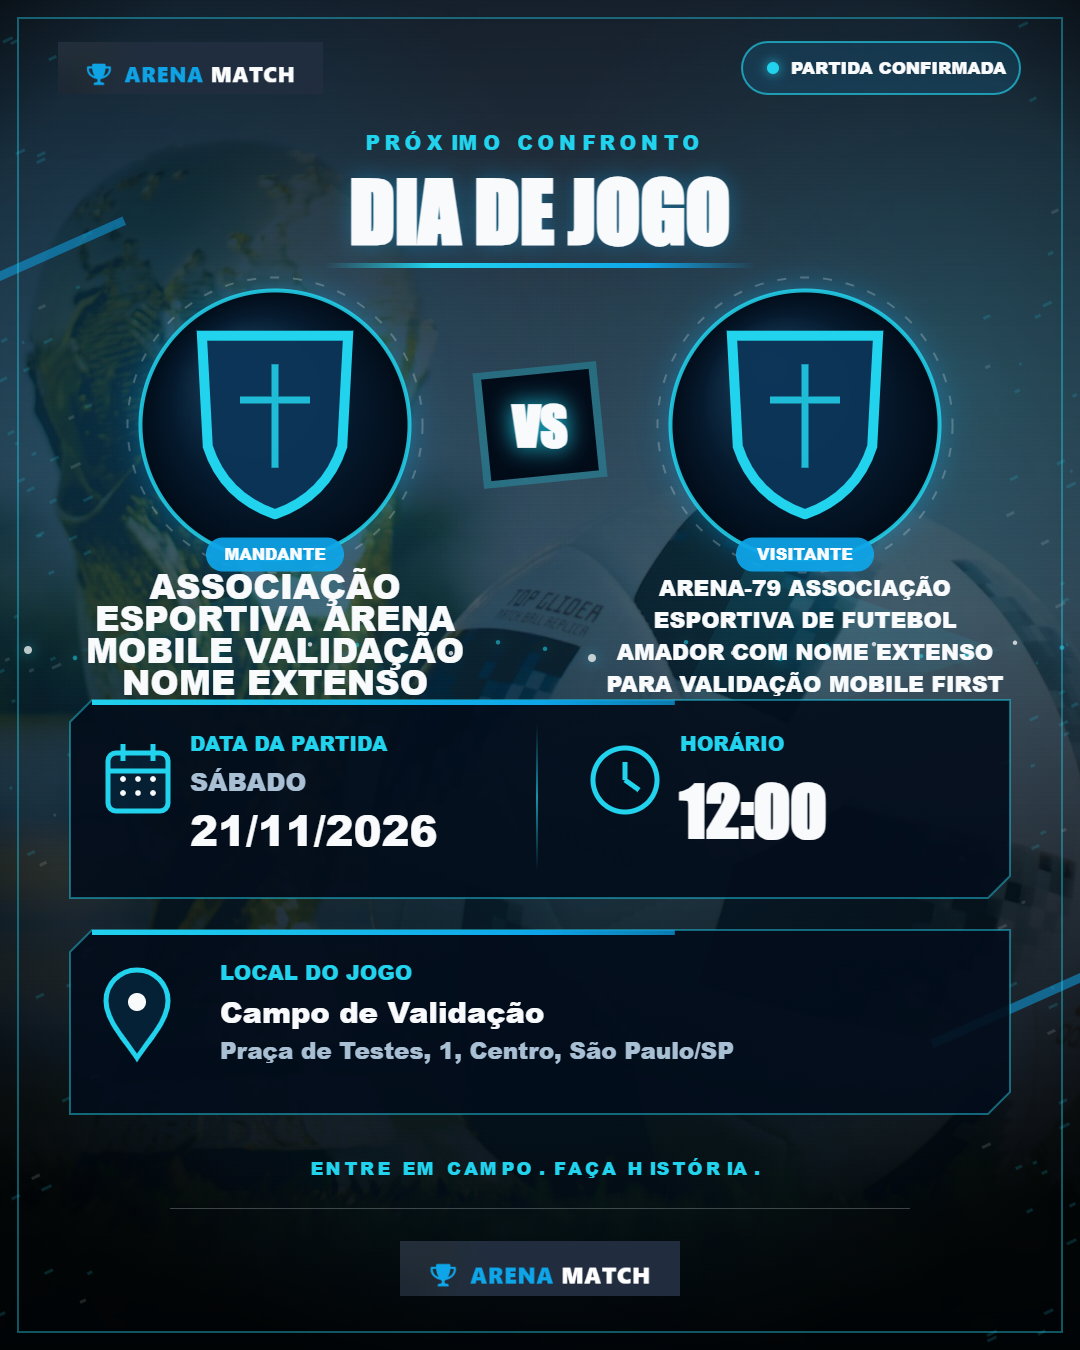 ARENA MATCH
PARTIDA CONFIRMADA
PRÓXIMO CONFRONTO
DIA DE JOGO
VS
MANDANTE
ASSOCIAÇÃO
ESPORTIVA ARENA
MOBILE VALIDAÇÃO
NOME EXTENSO
VISITANTE
ARENA-79 ASSOCIAÇÃO
ESPORTIVA DE FUTEBOL
AMADOR COM NOME EXTENSO
PARA VALIDAÇÃO MOBILE FIRST
TOP GLIDER
DATA DA PARTIDA
SÁBADO
21/11/2026
HORÁRIO
12:00
LOCAL DO JOGO
Campo de Validação
Praça de Testes, 1, Centro, São Paulo/SP
ENTRE EM CAMPO. FAÇA HISTÓRIA.
ARENA MATCH